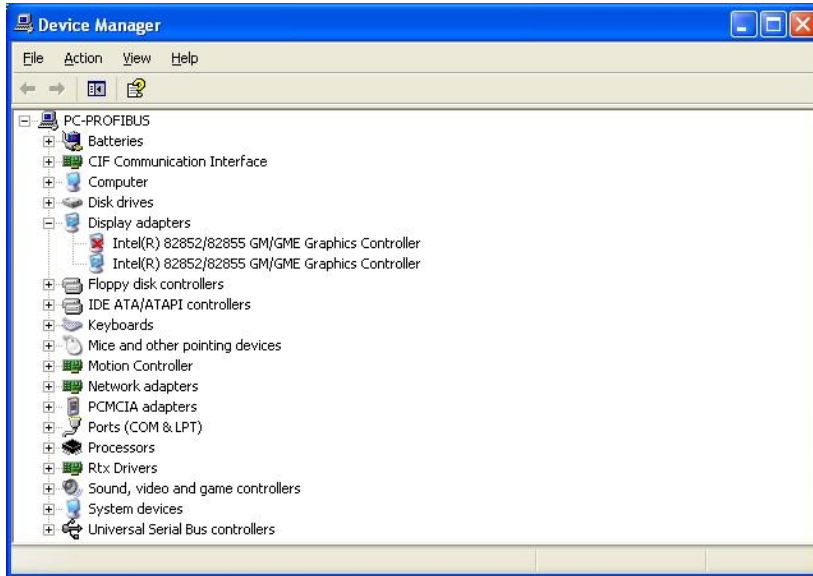 Device Manager
File Action View Help
PC-PROFIBUS
Batteries
CIF Communication Interface
Computer
Disk drives
Display adapters
Intel(R) 82852/82855 GM/GME Graphics Controller
Intel(R) 82852/82855 GM/GME Graphics Controller
Floppy disk controllers
IDE ATA/ATAPI controllers
Keyboards
Mice and other pointing devices
Motion Controller
Network adapters
PCMCIA adapters
Ports (COM & LPT)
Processors
Rtx Drivers
Sound, video and game controllers
System devices
Universal Serial Bus controllers